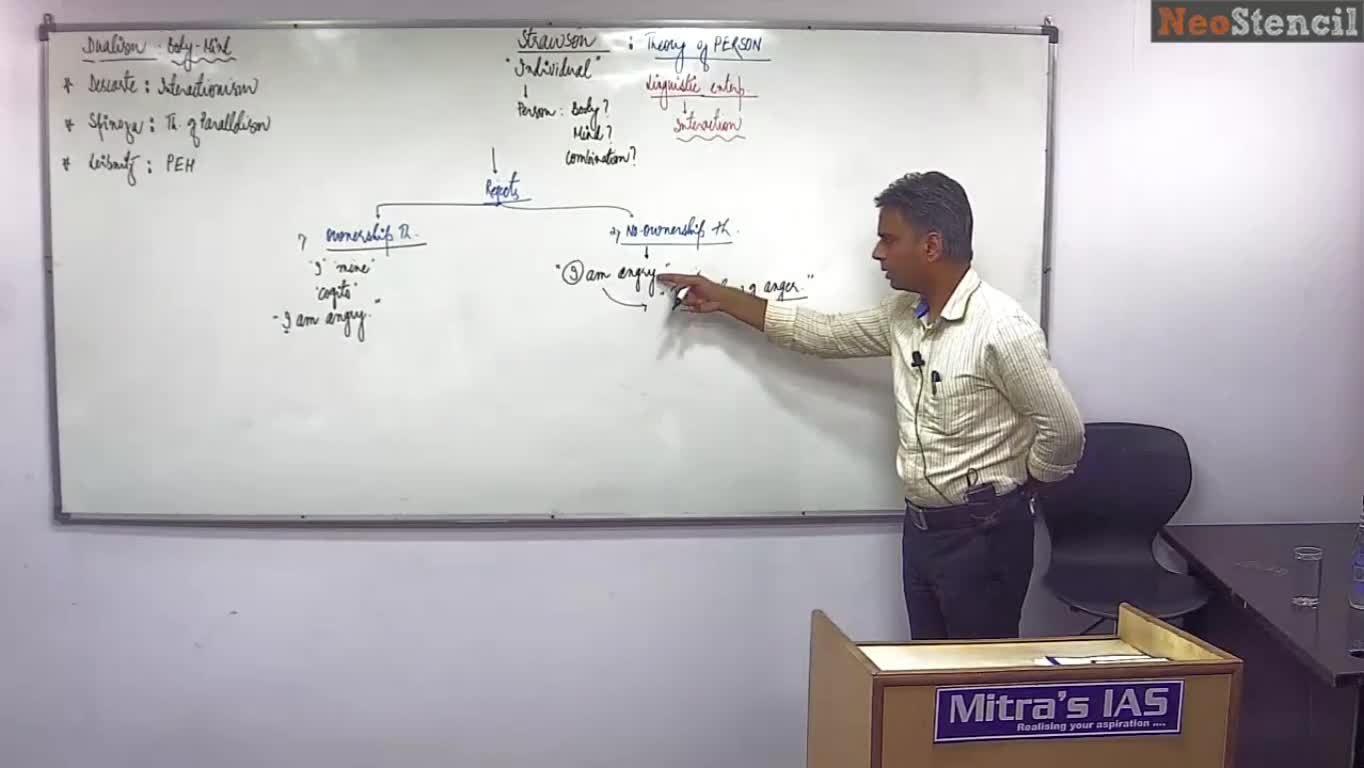 NeoStencil
Dualism : Body-Mind
* Descarte : Interactionism
* Spinoza : Th. of Parallelism
* Leibnitz : PEH
Strawson : Theory of PERSON
"Individual"
Linguistic enterp.
Person : Body?
Interaction
Mind?
Combination?
Rejects
1) Ownership Th.
"I" "mine"
"Cogito"
"I am angry."
2) No-ownership th.
"I am angry"
anger."
Mitra's IAS
Realising your aspiration ....